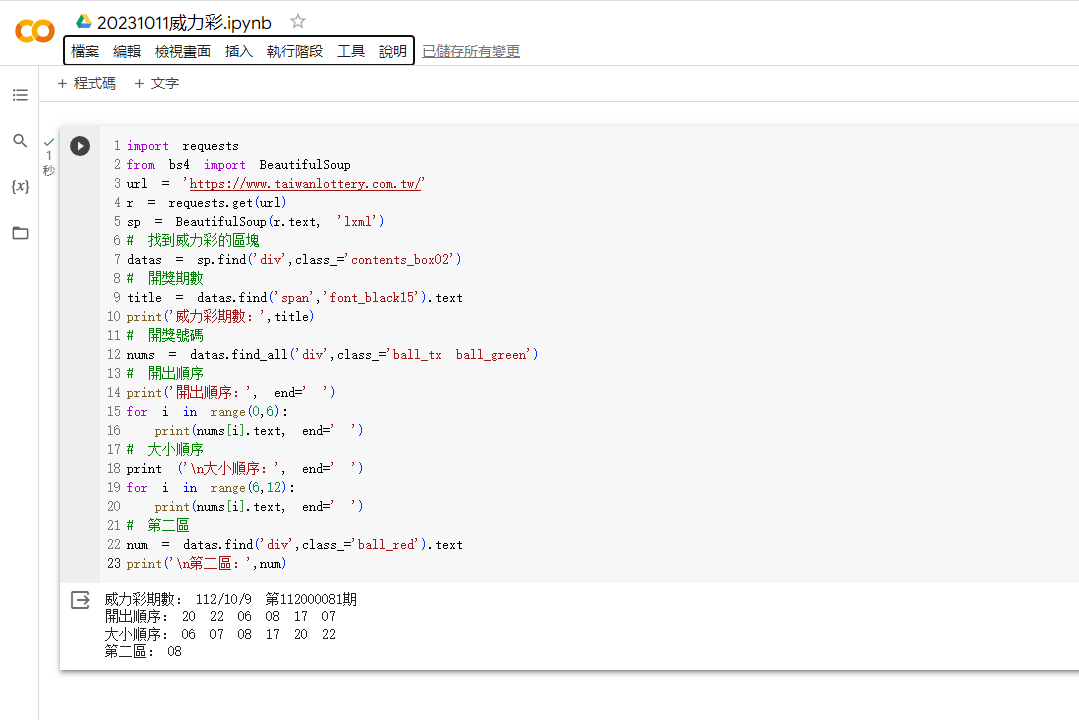 CO 20231011威力彩.ipynb
檔案 編輯 檢視畫面 插入 執行階段 工具 說明 已儲存所有變更
+ 程式碼 + 文字
{x}
1
秒
1 import requests
2 from bs4 import BeautifulSoup
3 url = 'https://www.taiwanlottery.com.tw/'
4 r = requests.get(url)
5 sp = BeautifulSoup(r.text, 'lxml')
6 # 找到威力彩的區塊
7 datas = sp.find('div',class_='contents_box02')
8 # 開獎期數
9 title = datas.find('span','font_black15').text
10 print('威力彩期數：',title)
11 # 開獎號碼
12 nums = datas.find_all('div',class_='ball_tx ball_green')
13 # 開出順序
14 print('開出順序：', end=' ')
15 for i in range(0,6):
16     print(nums[i].text, end=' ')
17 # 大小順序
18 print ('\n大小順序：', end=' ')
19 for i in range(6,12):
20     print(nums[i].text, end=' ')
21 # 第二區
22 num = datas.find('div',class_='ball_red').text
23 print('\n第二區：',num)
威力彩期數： 112/10/9 第112000081期
開出順序： 20 22 06 08 17 07
大小順序： 06 07 08 17 20 22
第二區： 08